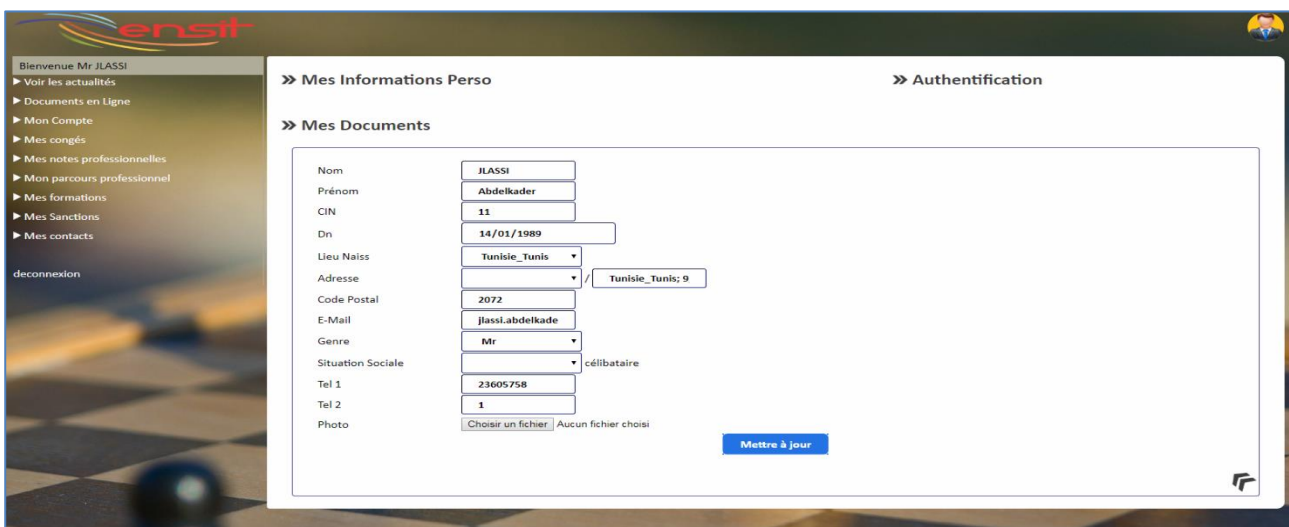 ensit
Bienvenue Mr JLASSI
Voir les actualités
Documents en Ligne
Mon Compte
Mes congés
Mes notes professionnelles
Mon parcours professionnel
Mes formations
Mes Sanctions
Mes contacts
deconnexion
Mes Informations Perso
Authentification
Mes Documents
Nom JLASSI
Prénom Abdelkader
CIN 11
Dn 14/01/1989
Lieu Naiss Tunisie_Tunis
Adresse / Tunisie_Tunis; 9
Code Postal 2072
E-Mail jlassi.abdelkade
Genre Mr
Situation Sociale célibataire
Tel 1 23605758
Tel 2 1
Photo Choisir un fichier Aucun fichier choisi
Mettre à jour